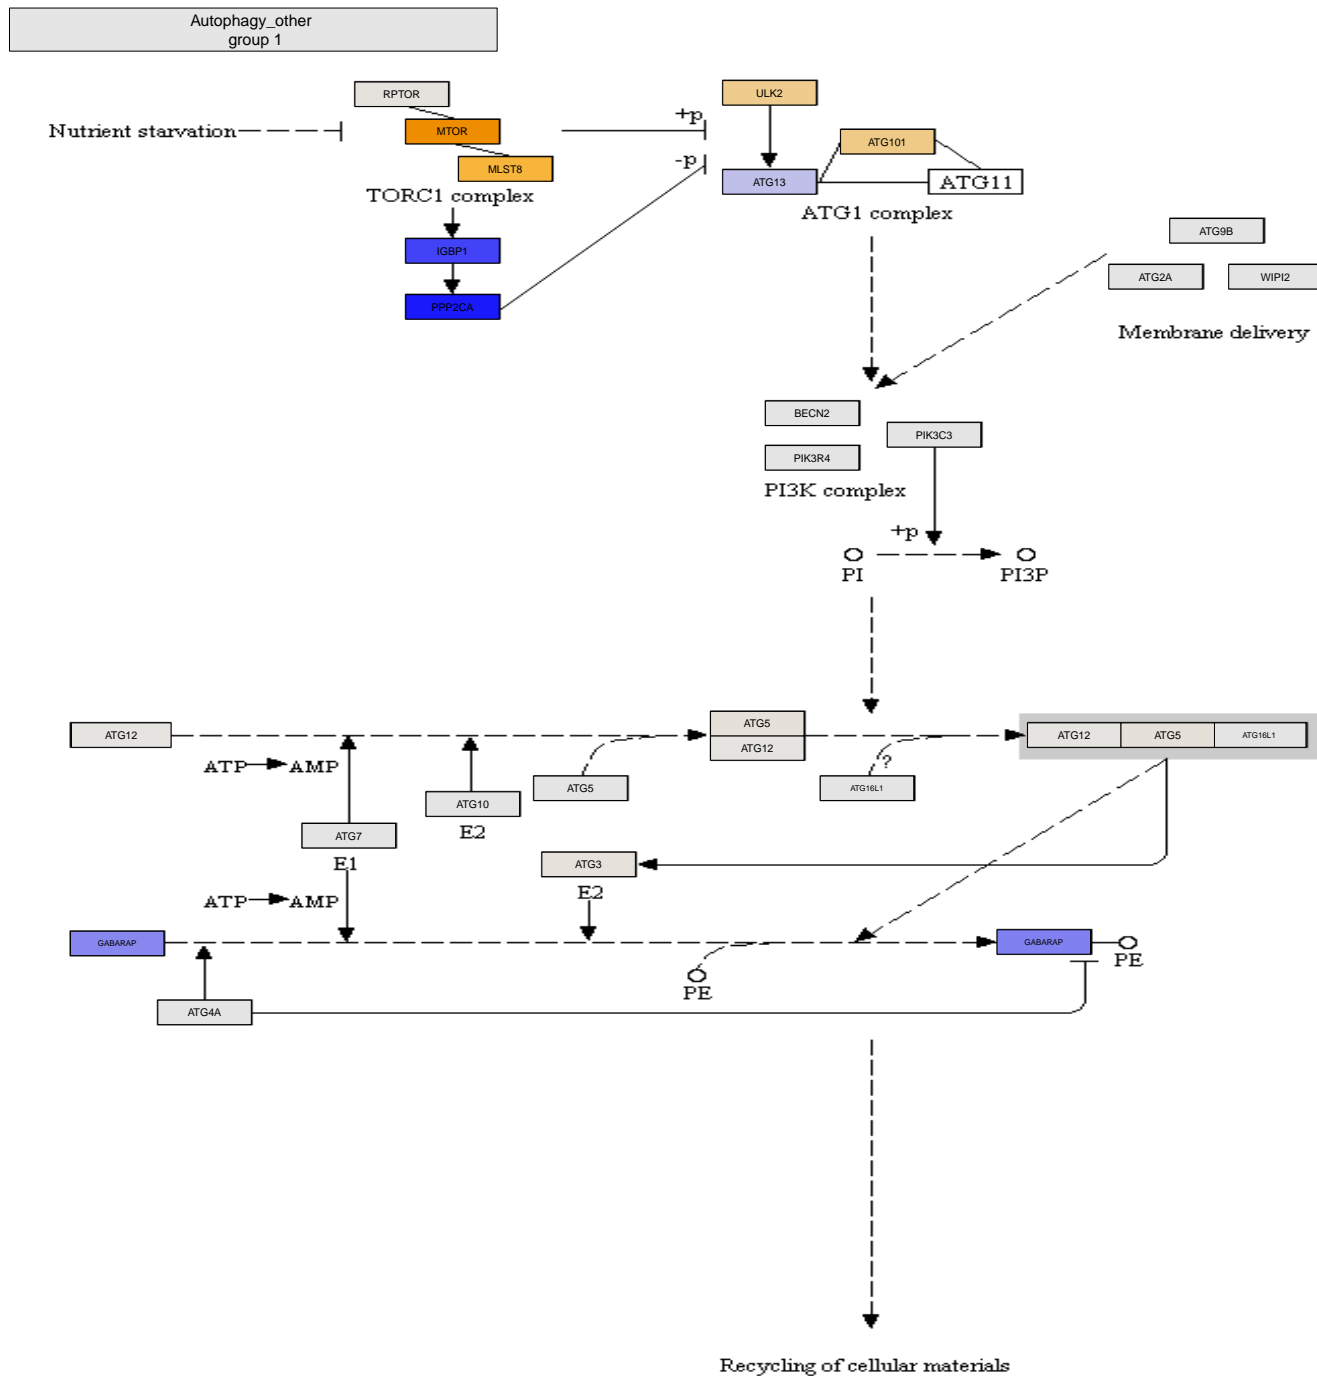 Autophagy_other
group 1
RPTOR
ULK2
+p
Nutrient starvation
MTOR
ATG101
-p
MLST8
ATG13
ATG11
TORC1 complex
ATG1 complex
ATG9B
IGBP1
ATG2A
WIPI2
PPP2CA
Membrane delivery
BECN2
PIK3C3
PIK3R4
PI3K complex
+p
PI
PI3P
ATG5
ATG12
ATG12
ATG12
ATG5
ATG16L1
?
ATP
AMP
ATG5
ATG16L1
ATG10
E2
ATG7
E1
ATG3
E2
ATP
AMP
GABARAP
GABARAP
PE
PE
ATG4A
Recycling of cellular materials